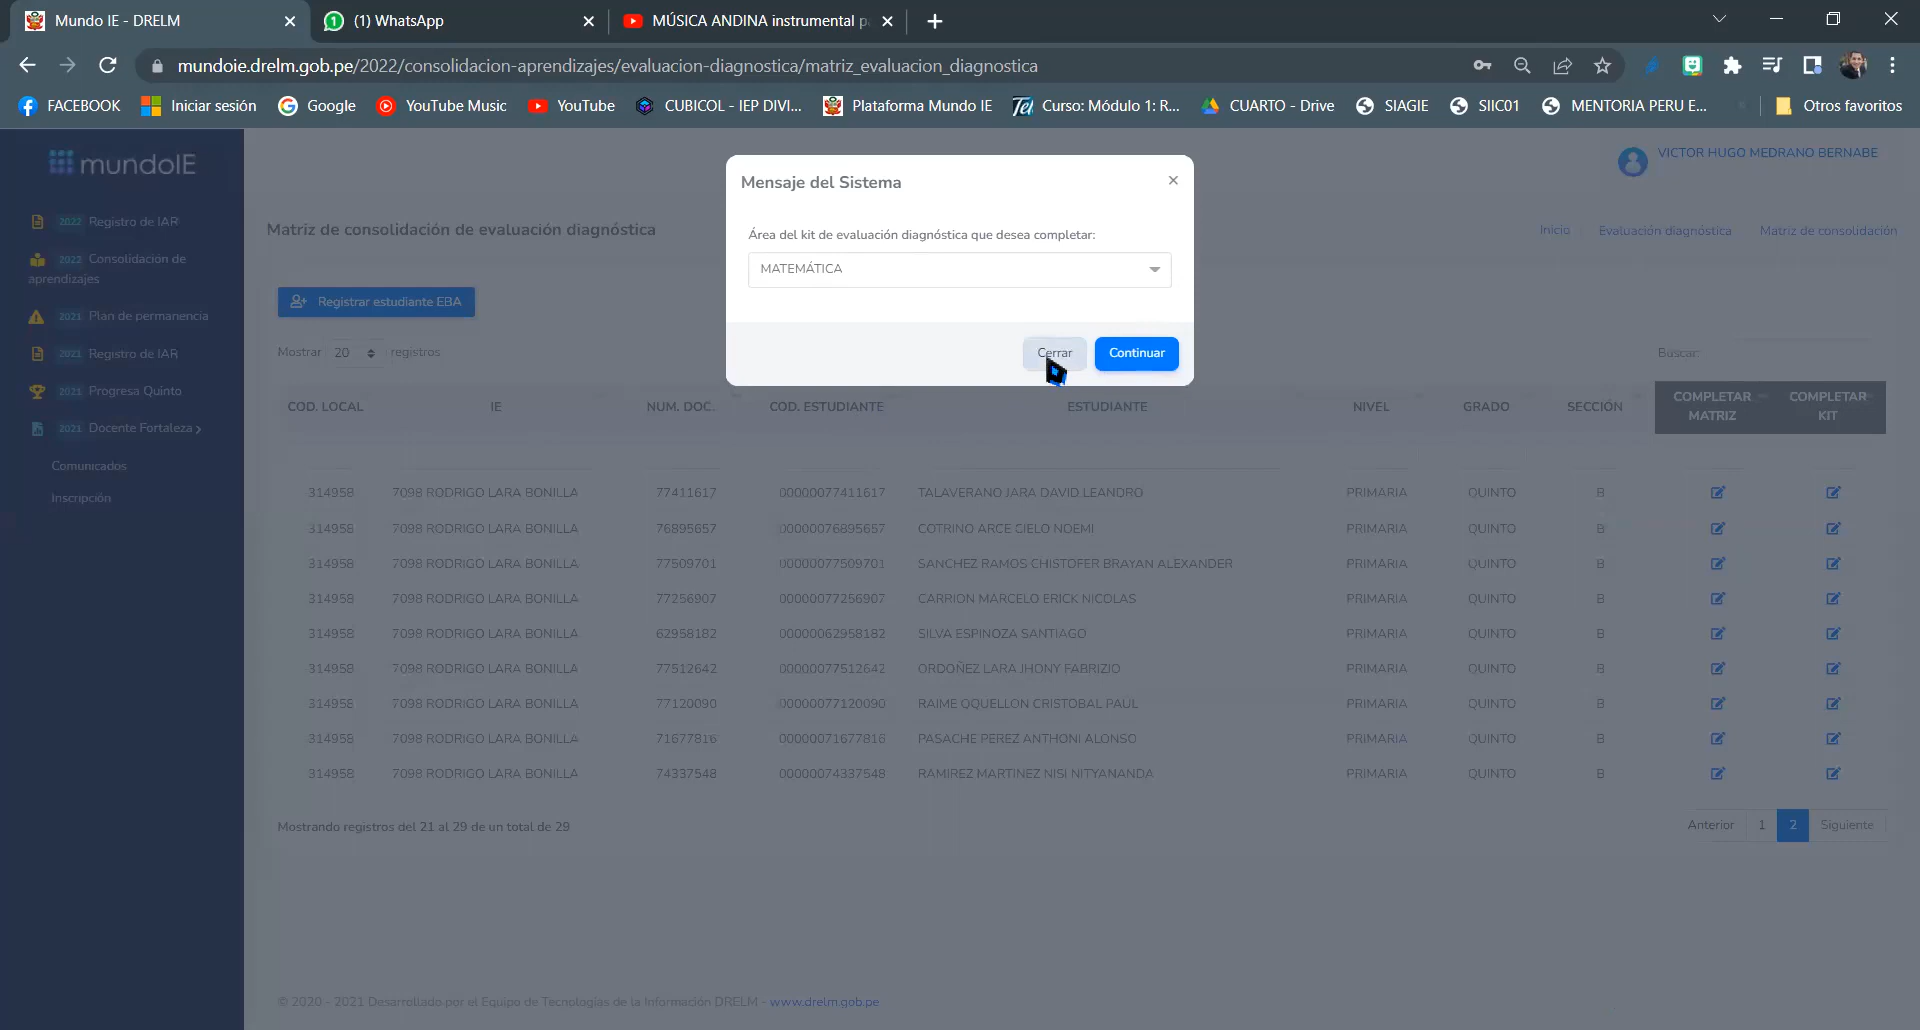 Mundo IE - DRELM
(1) WhatsApp
MÚSICA ANDINA instrumental pa
mundoie.drelm.gob.pe/2022/consolidacion-aprendizajes/evaluacion-diagnostica/matriz_evaluacion_diagnostica
FACEBOOK Iniciar sesión Google YouTube Music YouTube CUBICOL - IEP DIVI... Plataforma Mundo IE Curso: Módulo 1: R... CUARTO - Drive SIAGIE SIIC01 MENTORIA PERU E... Otros favoritos
mundoIE
VICTOR HUGO MEDRANO BERNABE
2022 Registro de IAR
2022 Consolidación de
aprendizajes
2021 Plan de permanencia
2021 Registro de IAR
2021 Progresa Quinto
2021 Docente Fortaleza
Comunicados
Inscripción
Mensaje del Sistema ×
Área del kit de evaluación diagnóstica que desea completar:
MATEMÁTICA
Cerrar Continuar
Matriz de consolidación de evaluación diagnóstica
Inicio Evaluación diagnóstica Matriz de consolidación
Registrar estudiante EBA
Mostrar 20 registros
Buscar:
COD. LOCAL IE NUM. DOC. COD. ESTUDIANTE ESTUDIANTE NIVEL GRADO SECCIÓN COMPLETAR MATRIZ COMPLETAR KIT
314958 7098 RODRIGO LARA BONILLA 77411617 00000077411617 TALAVERANO JARA DAVID LEANDRO PRIMARIA QUINTO B
314958 7098 RODRIGO LARA BONILLA 76895657 00000076895657 COTRINO ARCE CIELO NOEMI PRIMARIA QUINTO B
314958 7098 RODRIGO LARA BONILLA 77509701 00000077509701 SANCHEZ RAMOS CHISTOFER BRAYAN ALEXANDER PRIMARIA QUINTO B
314958 7098 RODRIGO LARA BONILLA 77256907 00000077256907 CARRION MARCELO ERICK NICOLAS PRIMARIA QUINTO B
314958 7098 RODRIGO LARA BONILLA 62958182 00000062958182 SILVA ESPINOZA SANTIAGO PRIMARIA QUINTO B
314958 7098 RODRIGO LARA BONILLA 77512642 00000077512642 ORDOÑEZ LARA JHONY FABRIZIO PRIMARIA QUINTO B
314958 7098 RODRIGO LARA BONILLA 77120090 00000077120090 RAIME QQUELLON CRISTOBAL PAUL PRIMARIA QUINTO B
314958 7098 RODRIGO LARA BONILLA 71677816 00000071677816 PASACHE PEREZ ANTHONI ALONSO PRIMARIA QUINTO B
314958 7098 RODRIGO LARA BONILLA 74337548 00000074337548 RAMIREZ MARTINEZ NISI NITYANANDA PRIMARIA QUINTO B
Mostrando registros del 21 al 29 de un total de 29
Anterior 1 2 Siguiente
© 2020 - 2021 Desarrollado por el Equipo de Tecnologías de la Información DRELM - www.drelm.gob.pe